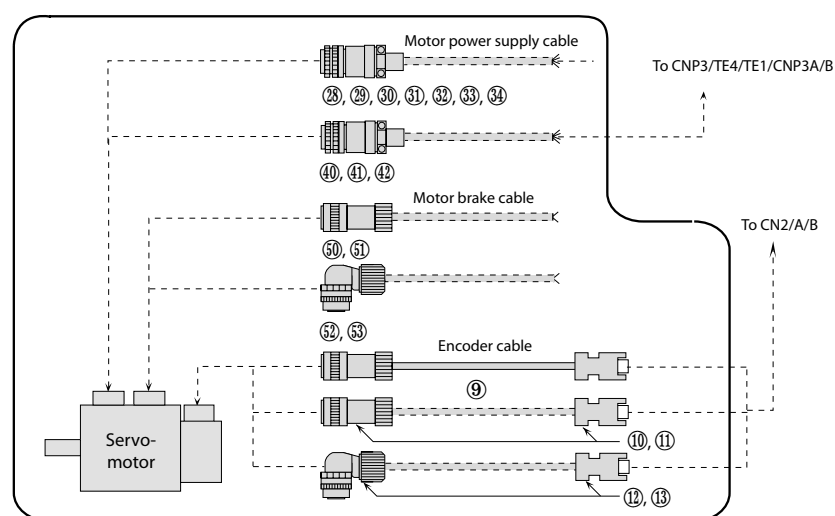 Motor power supply cable
To CNP3/TE4/TE1/CNP3A/B
㉘, ㉙, ㉚, ㉛, ㉜, ㉝, ㉞
㊵, ㊶, ㊷
Motor brake cable
To CN2/A/B
㊿, 51
52, 53
Encoder cable
⑨
⑩, ⑪
Servo-
motor
⑫, ⑬